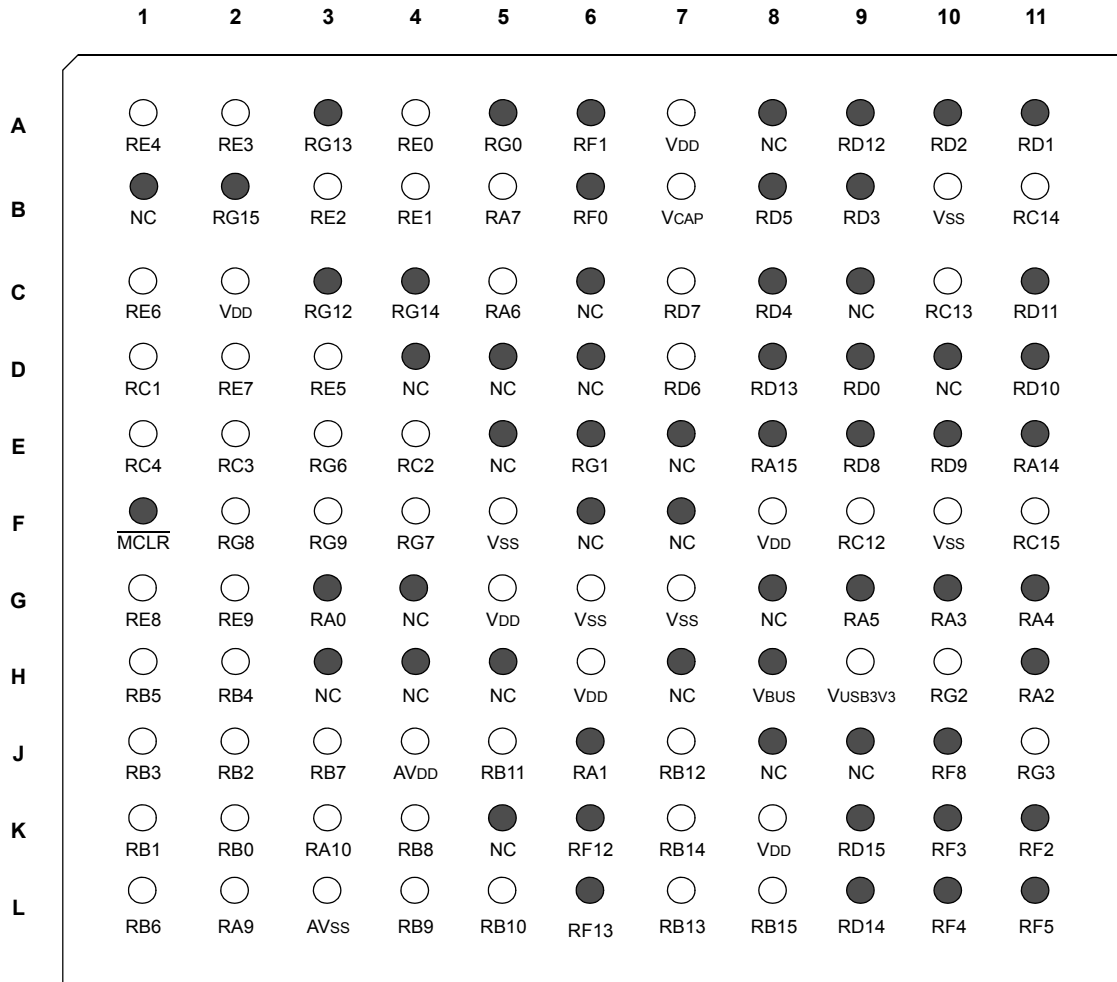 1 2 3 4 5 6 7 8 9 10 11
A
RE4 RE3 RG13 RE0 RG0 RF1 VDD NC RD12 RD2 RD1
B
NC RG15 RE2 RE1 RA7 RF0 VCAP RD5 RD3 VSS RC14
C
RE6 VDD RG12 RG14 RA6 NC RD7 RD4 NC RC13 RD11
D
RC1 RE7 RE5 NC NC NC RD6 RD13 RD0 NC RD10
E
RC4 RC3 RG6 RC2 NC RG1 NC RA15 RD8 RD9 RA14
F
MCLR RG8 RG9 RG7 VSS NC NC VDD RC12 VSS RC15
G
RE8 RE9 RA0 NC VDD VSS VSS NC RA5 RA3 RA4
H
RB5 RB4 NC NC NC VDD NC VBUS VUSB3V3 RG2 RA2
J
RB3 RB2 RB7 AVDD RB11 RA1 RB12 NC NC RF8 RG3
K
RB1 RB0 RA10 RB8 NC RF12 RB14 VDD RD15 RF3 RF2
L
RB6 RA9 AVSS RB9 RB10 RF13 RB13 RB15 RD14 RF4 RF5